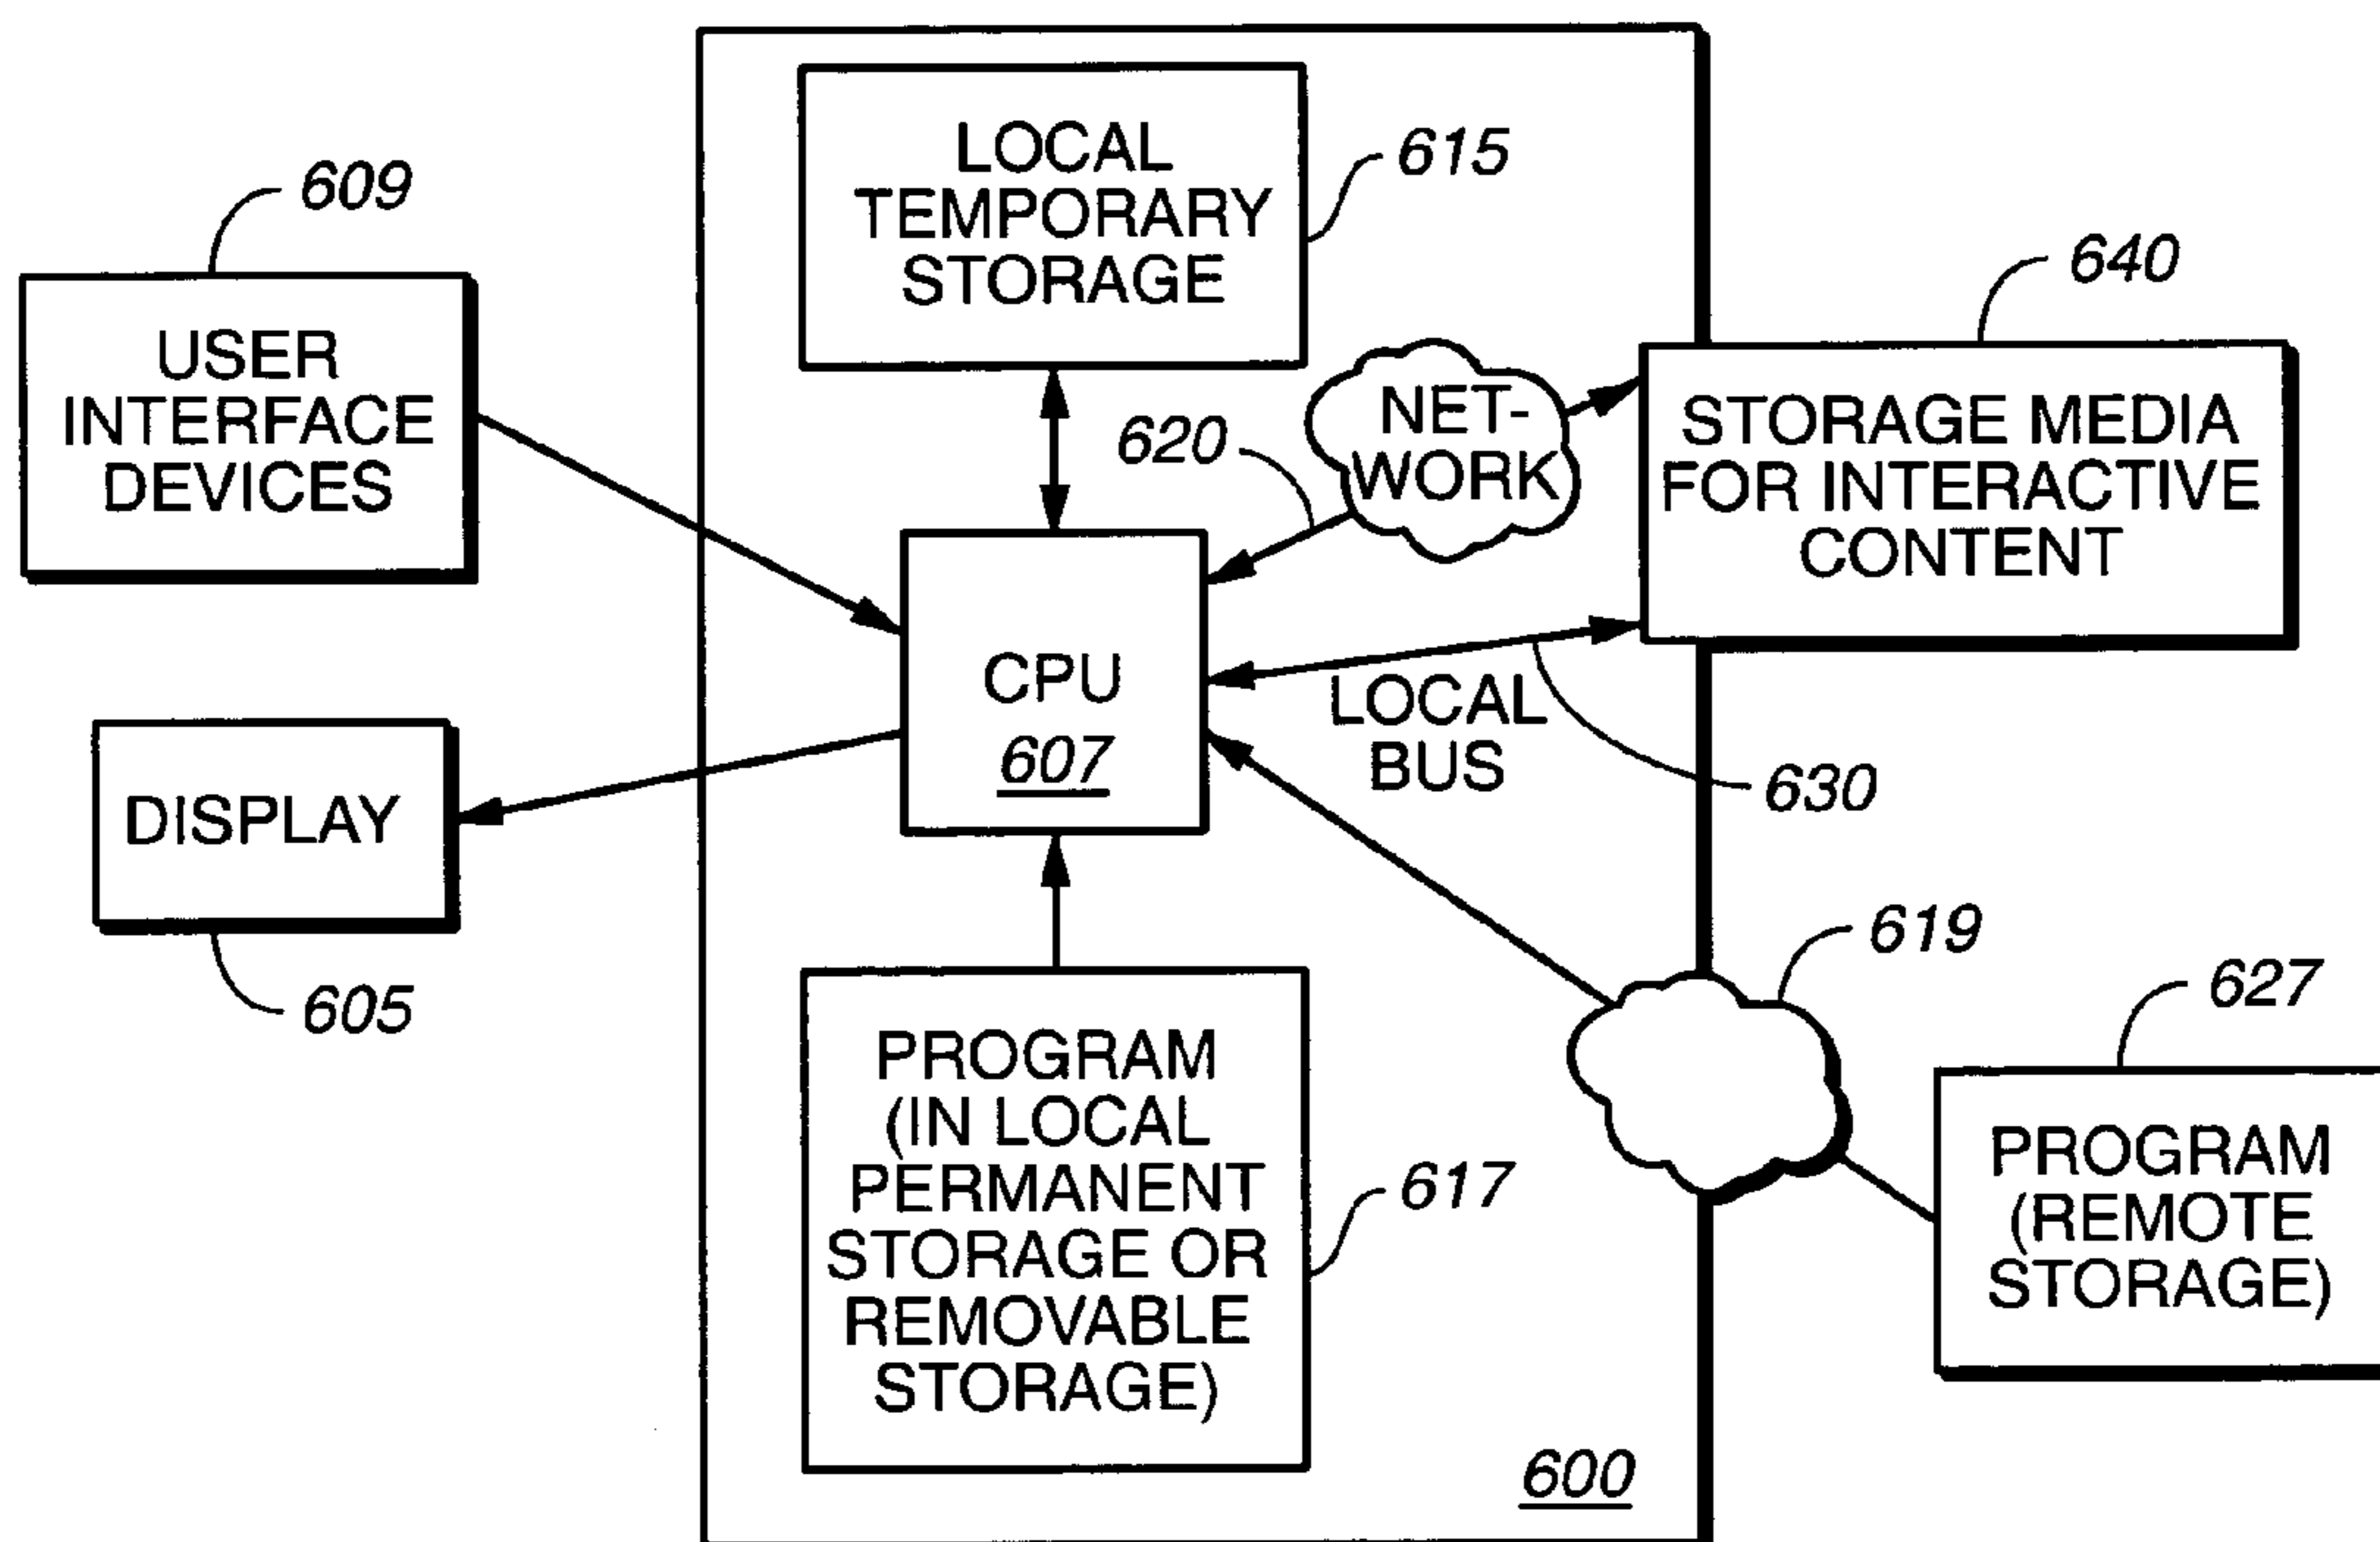 609
USER
INTERFACE
DEVICES
DISPLAY
605
LOCAL
TEMPORARY
STORAGE
615
620
NET-
WORK
640
STORAGE MEDIA
FOR INTERACTIVE
CONTENT
CPU
607
LOCAL
BUS
630
619
PROGRAM
(IN LOCAL
PERMANENT
STORAGE OR
REMOVABLE
STORAGE)
617
627
PROGRAM
(REMOTE
STORAGE)
600